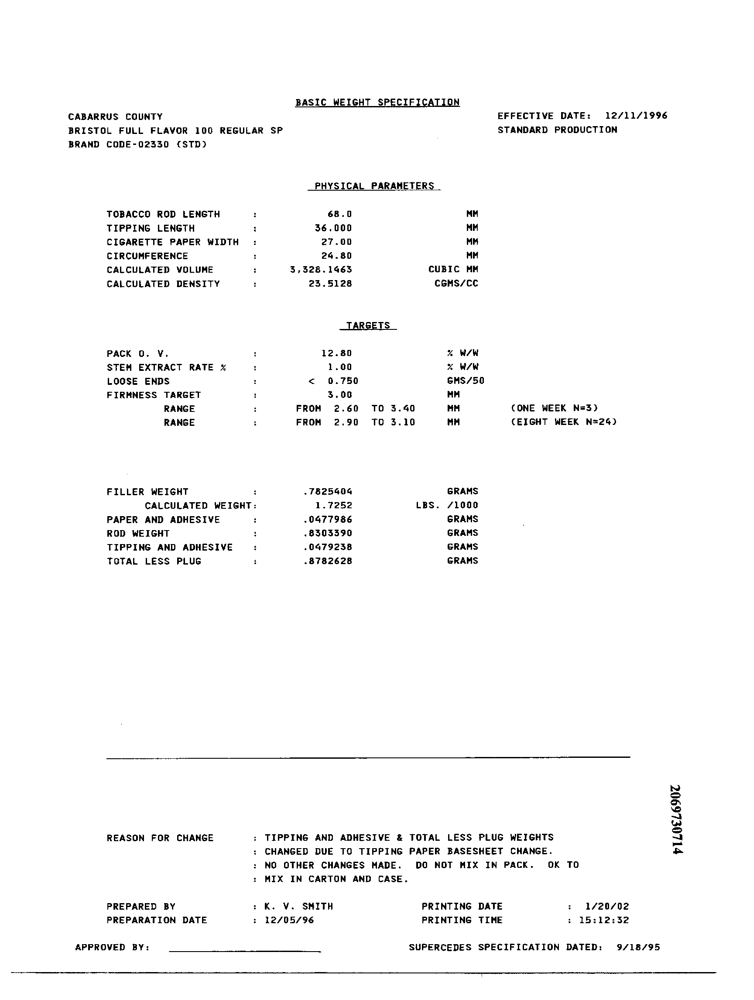 BASIC WEIGHT SPECIFICATION
CABARRUS COUNTY EFFECTIVE DATE: 12/11/1996
BRISTOL FULL FLAVOR 100 REGULAR SP STANDARD PRODUCTION
BRAND CODE-02330 (STD)
PHYSICAL PARAMETERS
TOBACCO ROD LENGTH : 68.0 MM
TIPPING LENGTH : 36.000 MM
CIGARETTE PAPER WIDTH : 27.00 MM
CIRCUMFERENCE : 24.80 MM
CALCULATED VOLUME : 3,328.1463 CUBIC MM
CALCULATED DENSITY : 23.5128 CGMS/CC
TARGETS
PACK O. V. : 12.80 % W/W
STEM EXTRACT RATE % : 1.00 % W/W
LOOSE ENDS : < 0.750 GMS/50
FIRMNESS TARGET : 3.00 MM
RANGE : FROM 2.60 TO 3.40 MM (ONE WEEK N=3)
RANGE : FROM 2.90 TO 3.10 MM (EIGHT WEEK N=24)
FILLER WEIGHT : .7825404 GRAMS
CALCULATED WEIGHT: 1.7252 LBS. /1000
PAPER AND ADHESIVE : .0477986 GRAMS
ROD WEIGHT : .8303390 GRAMS
TIPPING AND ADHESIVE : .0479238 GRAMS
TOTAL LESS PLUG : .8782628 GRAMS
2069730714
REASON FOR CHANGE : TIPPING AND ADHESIVE & TOTAL LESS PLUG WEIGHTS
: CHANGED DUE TO TIPPING PAPER BASESHEET CHANGE.
: NO OTHER CHANGES MADE. DO NOT MIX IN PACK. OK TO
: MIX IN CARTON AND CASE.
PREPARED BY : K. V. SMITH PRINTING DATE : 1/20/02
PREPARATION DATE : 12/05/96 PRINTING TIME : 15:12:32
APPROVED BY: SUPERCEDES SPECIFICATION DATED: 9/18/95